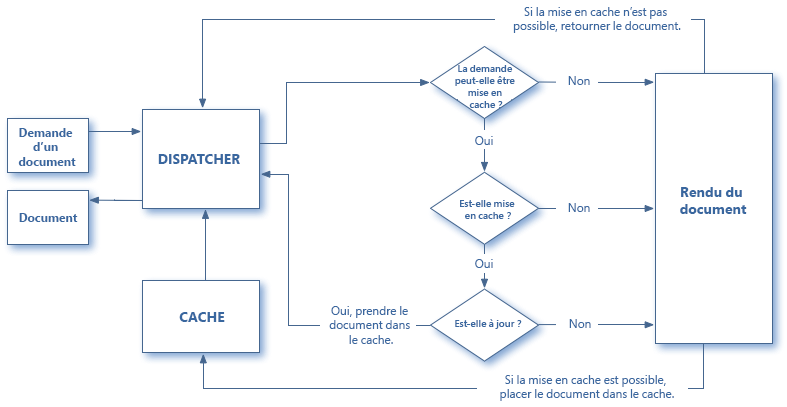 Si la mise en cache n'est pas
possible, retourner le document.
La demande
peut-elle être
mise en
cache ?
Non
Demande
d'un
document
DISPATCHER
Oui
Document
Est-elle mise
en cache ?
Non
Rendu du
document
Oui
CACHE
Oui, prendre le
document dans
le cache.
Est-elle à jour ?
Non
Si la mise en cache est possible,
placer le document dans le cache.